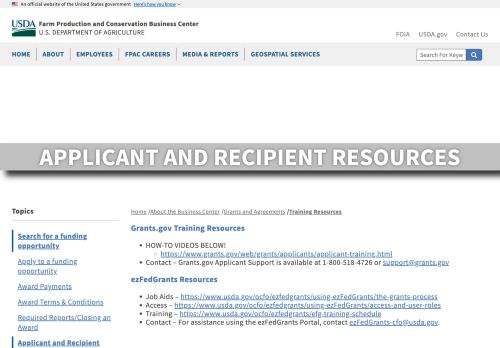 An official website of the United States government Here's how you know
USDA Farm Production and Conservation Business Center
U.S. DEPARTMENT OF AGRICULTURE
FOIA USDA.gov Contact Us
HOME ABOUT EMPLOYEES FPAC CAREERS MEDIA & REPORTS GEOSPATIAL SERVICES
Search For Keyw
APPLICANT AND RECIPIENT RESOURCES
Topics
Search for a funding
opportunity
Apply to a funding
opportunity
Award Payments
Award Terms & Conditions
Required Reports/Closing an
Award
Applicant and Recipient
Home /About the Business Center /Grants and Agreements /Training Resources
Grants.gov Training Resources
• HOW-TO VIDEOS BELOW!
○ https://www.grants.gov/web/grants/applicants/applicant-training.html
• Contact – Grants.gov Applicant Support is available at 1-800-518-4726 or support@grants.gov
ezFedGrants Resources
• Job Aids – https://www.usda.gov/ocfo/ezfedgrants/using-ezFedGrants/the-grants-process
• Access – https://www.usda.gov/ocfo/ezfedgrants/using-ezFedGrants/access-and-user-roles
• Training – https://www.usda.gov/ocfo/ezfedgrants/efg-training-schedule
• Contact – For assistance using the ezFedGrants Portal, contact ezFedGrants-cfo@usda.gov.